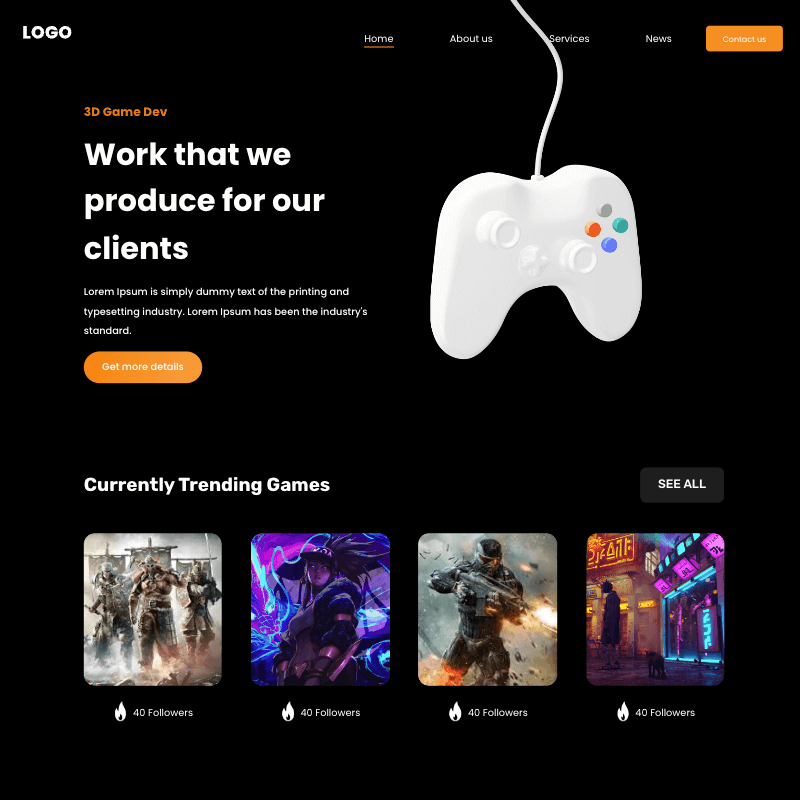 LOGO
Home
About us
Services
News
Contact us
3D Game Dev
Work that we
produce for our
clients
Lorem Ipsum is simply dummy text of the printing and
typesetting industry. Lorem Ipsum has been the industry's
standard.
Get more details
Currently Trending Games
SEE ALL
40 Followers
40 Followers
40 Followers
40 Followers